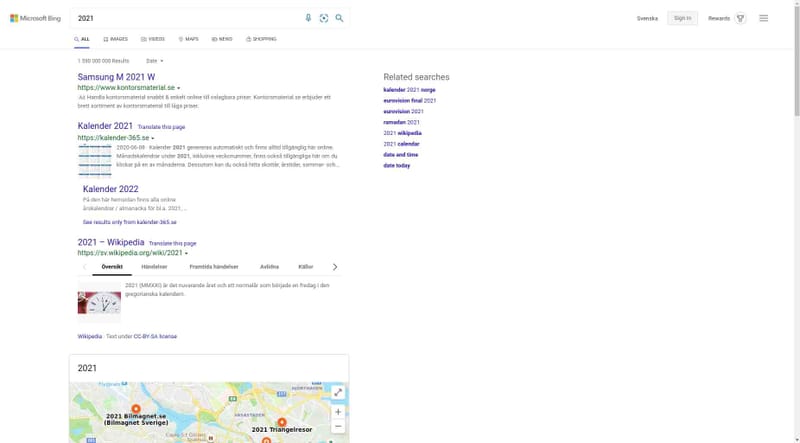 Microsoft Bing
2021
Svenska
Sign in
Rewards
ALL
IMAGES
VIDEOS
MAPS
NEWS
SHOPPING
1 530 000 000 Results
Date
Samsung M 2021 W
https://www.kontorsmaterial.se
Ad Handla kontorsmaterial snabbt & enkelt online till oslagbara priser. Kontorsmaterial.se erbjuder ett
brett sortiment av kontorsmaterial till låga priser.
Kalender 2021 Translate this page
https://kalender-365.se
2020-06-08 · Kalender 2021 genereras automatiskt och finns alltid tillgänglig här online.
Månadskalendar under 2021, inklusive veckonummer, finns också tillgängliga här om du
klickar på en av månaderna. Dessutom kan du också hitta skottår, årstider, sommar- och…
Kalender 2022
På den här hemsidan finns alla online
årskalendrar / almanacka för bl.a. 2021, ...
See results only from kalender-365.se
2021 – Wikipedia Translate this page
https://sv.wikipedia.org/wiki/2021
Översikt
Händelser
Framtida händelser
Avlidna
Källor
2021 (MMXXI) är det nuvarande året och ett normalår som började en fredag i den
gregorianska kalendern.
Wikipedia · Text under CC-BY-SA license
2021
2021 Bilmagnet.se
(Bilmagnet Sverige)
VASASTADEN
2021 Triangelresor
Related searches
kalender 2021 norge
eurovision final 2021
eurovision 2021
ramadan 2021
2021 wikipedia
2021 calendar
date and time
date today